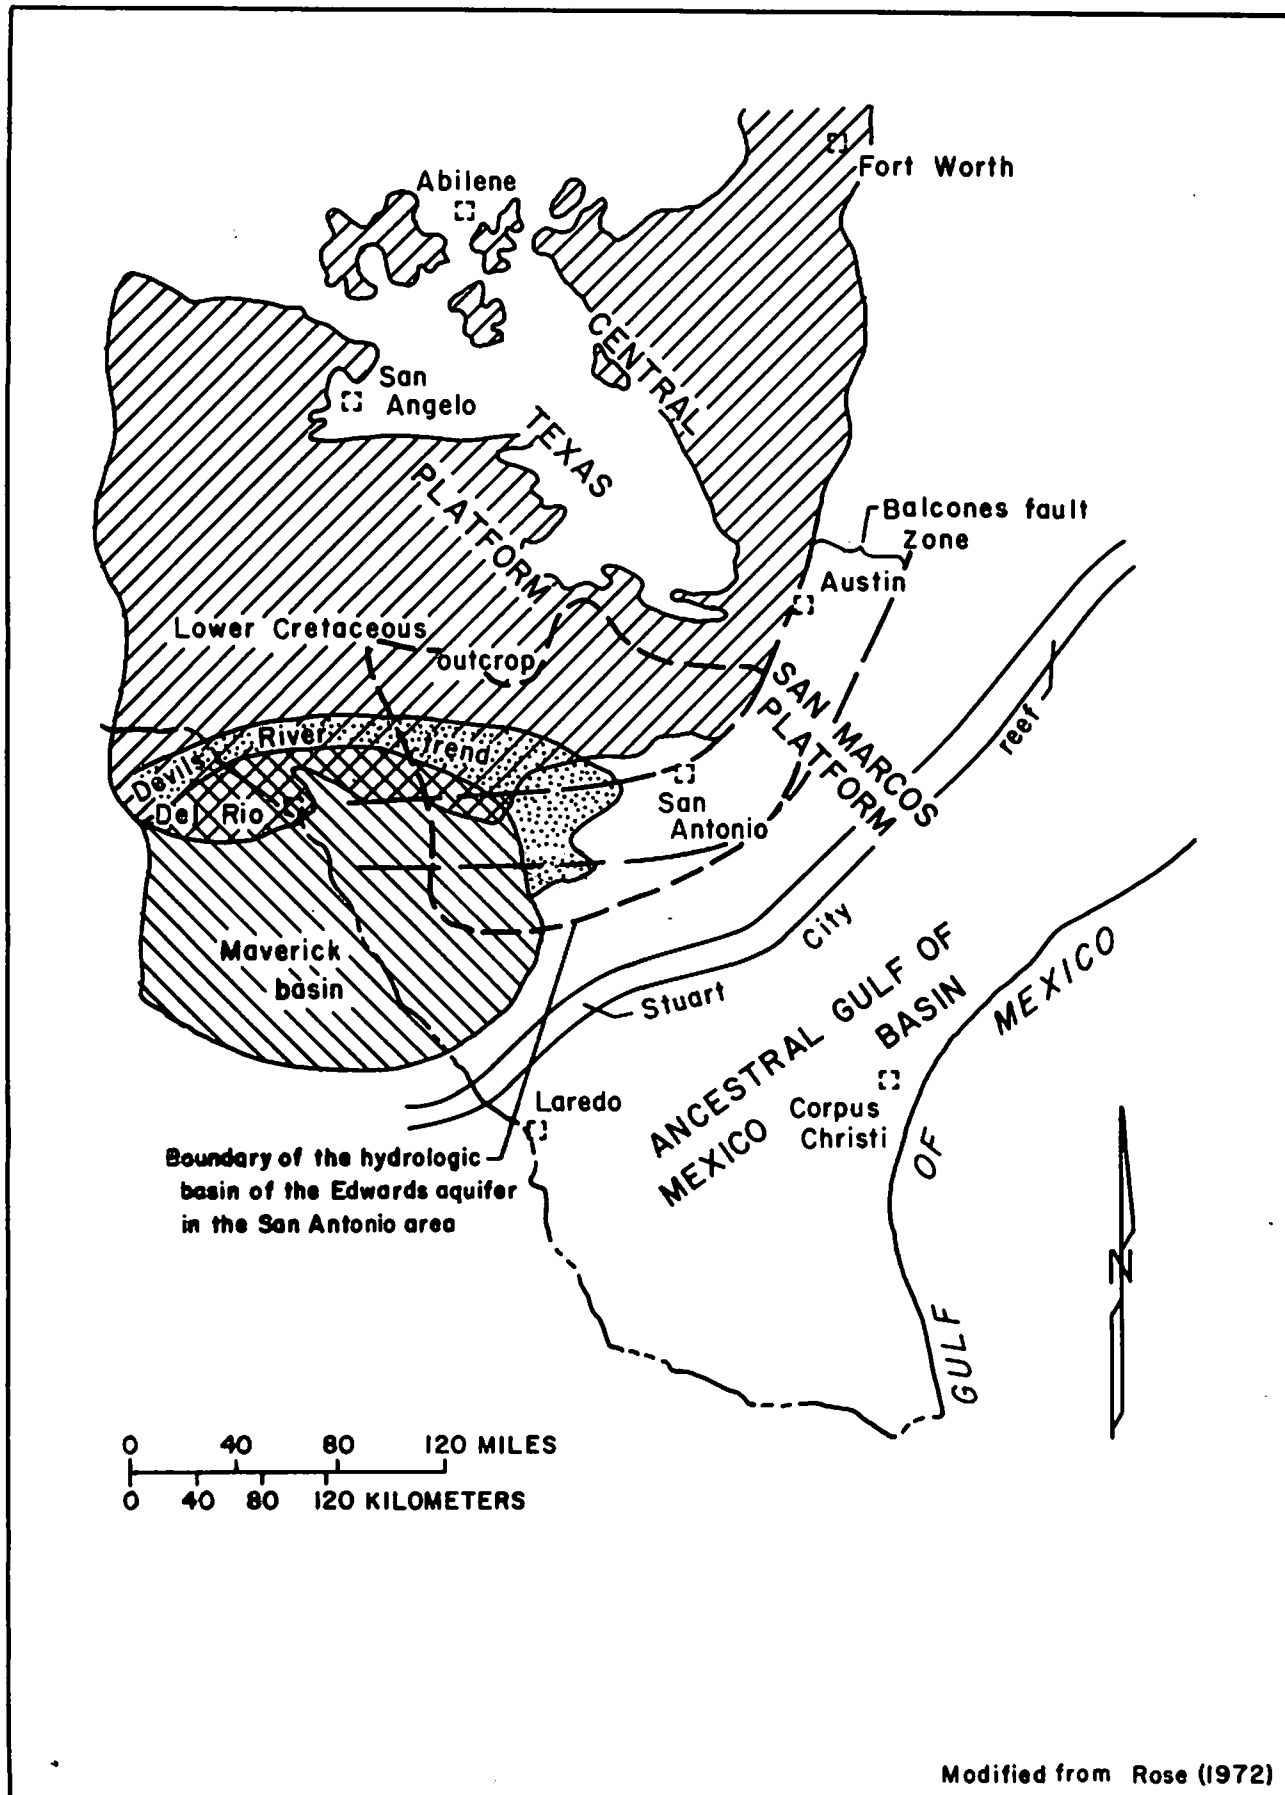 Fort Worth
Abilene
CENTRAL
San
Angelo
TEXAS
PLATFORM
Balcones fault
zone
Austin
Lower Cretaceous
outcrop
SAN MARCOS
PLATFORM
reef
Devils River trend
Del Rio
San
Antonio
City
Maverick
basin
Stuart
ANCESTRAL GULF OF
MEXICO BASIN
GULF OF MEXICO
Corpus
Christi
Laredo
Boundary of the hydrologic
basin of the Edwards aquifer
in the San Antonio area
N
0 40 80 120 MILES
0 40 80 120 KILOMETERS
Modified from Rose (1972)